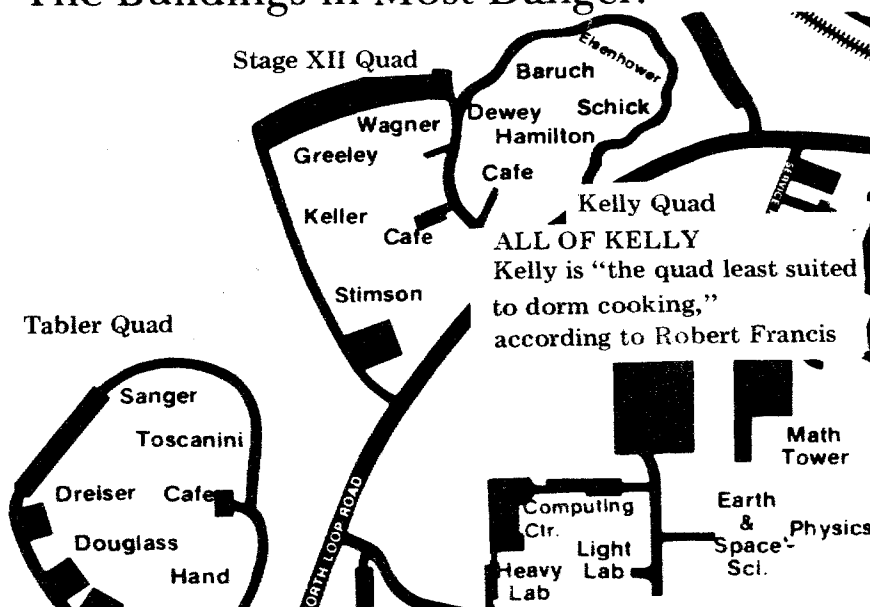 The Buildings in Most Danger:
Stage XII Quad
Eisenhower
Baruch
Dewey
Schick
Wagner
Hamilton
Greeley
Cafe
SERVICE
Keller
Cafe
Kelly Quad
ALL OF KELLY
Kelly is “the quad least suited
to dorm cooking,”
according to Robert Francis
Stimson
Tabler Quad
Sanger
Toscanini
Dreiser
Cafe
Douglass
Hand
ORTH LOOP ROAD
Math
Tower
Computing
Ctr.
Earth
&
Space
Sci.
Physics
Light
Lab
Heavy
Lab